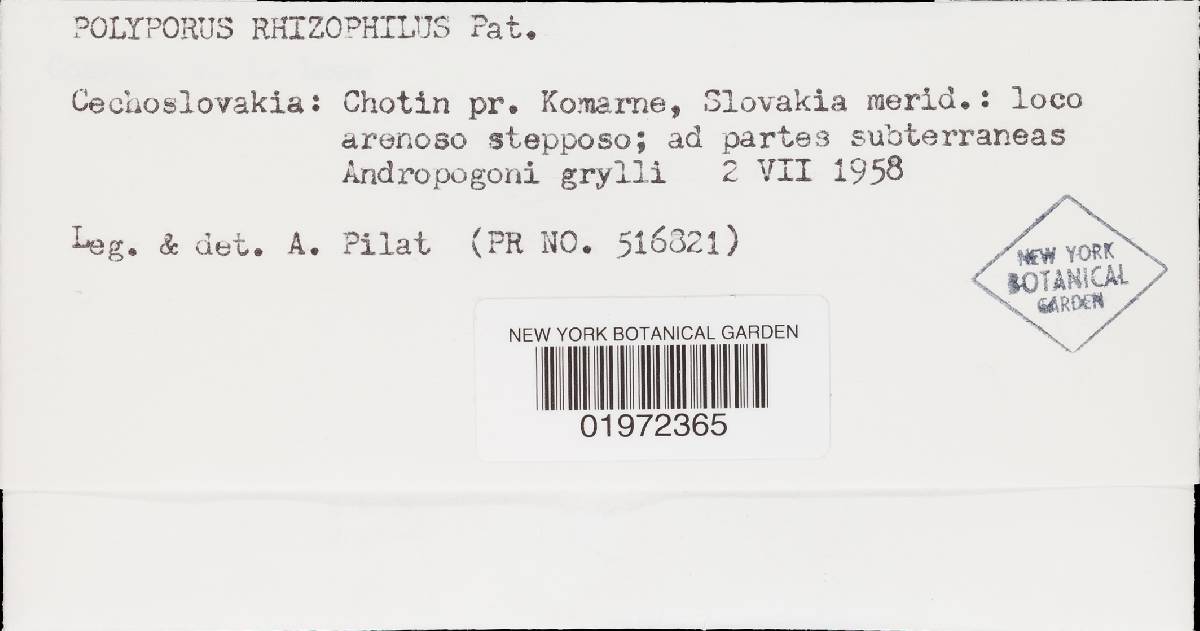 POLYPORUS RHIZOPHILUS Pat.
Cechoslovakia: Chotin pr. Komarne, Slovakia merid.: loco
arenoso stepposo; ad partes subterraneas
Andropogoni grylli 2 VII 1958
Leg. & det. A. Pilat (PR NO. 516821)
NEW YORK
BOTANICAL
GARDEN
NEW YORK BOTANICAL GARDEN
01972365